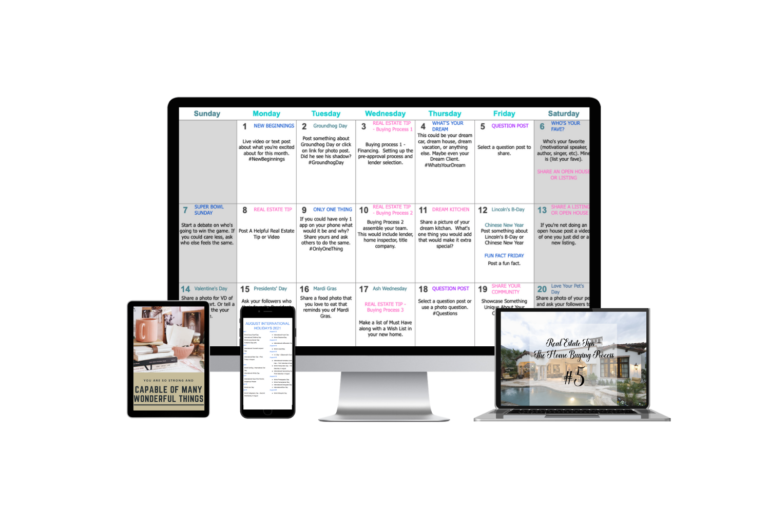 Sunday Monday Tuesday Wednesday Thursday Friday Saturday
1 NEW BEGINNINGS
Live video or text post
about what you're excited
about for this month.
#NewBeginnings
2 Groundhog Day
Post something about
Groundhog Day or click
on link for photo post.
Did he see his shadow?
#GroundhogDay
3 REAL ESTATE TIP
- Buying Process 1
Buying process 1 -
Financing. Setting up the
pre-approval process and
lender selection.
4 WHAT'S YOUR
DREAM
This could be your dream
car, dream house, dream
vacation, or anything
else. Maybe even your
Dream Client.
#WhatsYourDream
5 QUESTION POST
Select a question post to
share.
6 WHO'S YOUR
FAVE?
Who's your favorite
(motivational speaker,
author, singer, etc). Mine
is (list your fave).
SHARE AN OPEN HOUSE
OR LISTING
7 SUPER BOWL
SUNDAY
Start a debate on who's
going to win the game. If
you could care less, ask
who else feels the same.
8 REAL ESTATE TIP
Post A Helpful Real Estate
Tip or Video
9 ONLY ONE THING
If you could have only 1
app on your phone what
would it be and why?
Share yours and ask
others to do the same.
#OnlyOneThing
10 REAL ESTATE TIP
- Buying Process 2
Buying Process 2
assemble your team.
This would include lender,
home inspector, title
company.
11 DREAM KITCHEN
Share a picture of your
dream kitchan. What's
one thing you would add
that would make it extra
special?
12 Lincoln's B-Day
Chinese New Year
Post something about
Lincoln's B-Day or
Chinese New Year
FUN FACT FRIDAY
Post a fun fact.
13 SHARE A LISTING
OR OPEN HOUSE
If you're not doing an
open house post a video
of one you just did or a
new listing.
14 Valentine's Day
Share a photo for VD of
or. Or tell a
the your
15 Presidents' Day
Ask your followers who
16 Mardi Gras
Share a food photo that
you love to eat that
reminds you of Mardi
Gras.
17 Ash Wednesday
REAL ESTATE TIP -
Buying Process 3
Make a list of Must Have
along with a Wish List in
your new home.
18 QUESTION POST
Select a question post or
use a photo question.
#Questions
19 SHARE YOUR
COMMUNITY
Showcase Something
Unique About Your
20 Love Your Pet's
Day
Share a photo of your pet
and ask your followers to
YOU ARE SO STRONG AND
CAPABLE OF MANY
WONDERFUL THINGS
AUGUST
HOLIDAYS 2021
Real Estate Tips
The Home Buying Process
#5